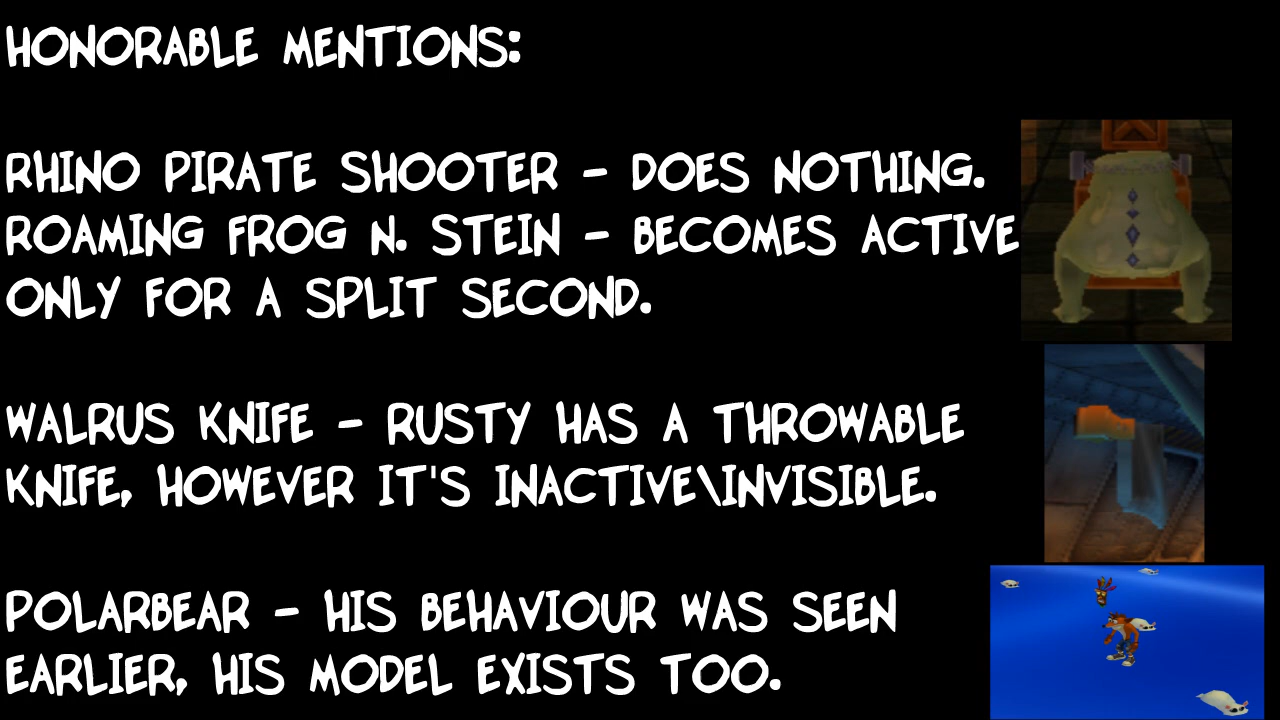 HONORABLE MENTIONS:
RHINO PIRATE SHOOTER - DOES NOTHING.
ROAMING FROG N. STEIN - BECOMES ACTIVE
ONLY FOR A SPLIT SECOND.
WALRUS KNIFE - RUSTY HAS A THROWABLE
KNIFE, HOWEVER IT'S INACTIVE\INVISIBLE.
POLARBEAR - HIS BEHAVIOUR WAS SEEN
EARLIER, HIS MODEL EXISTS TOO.